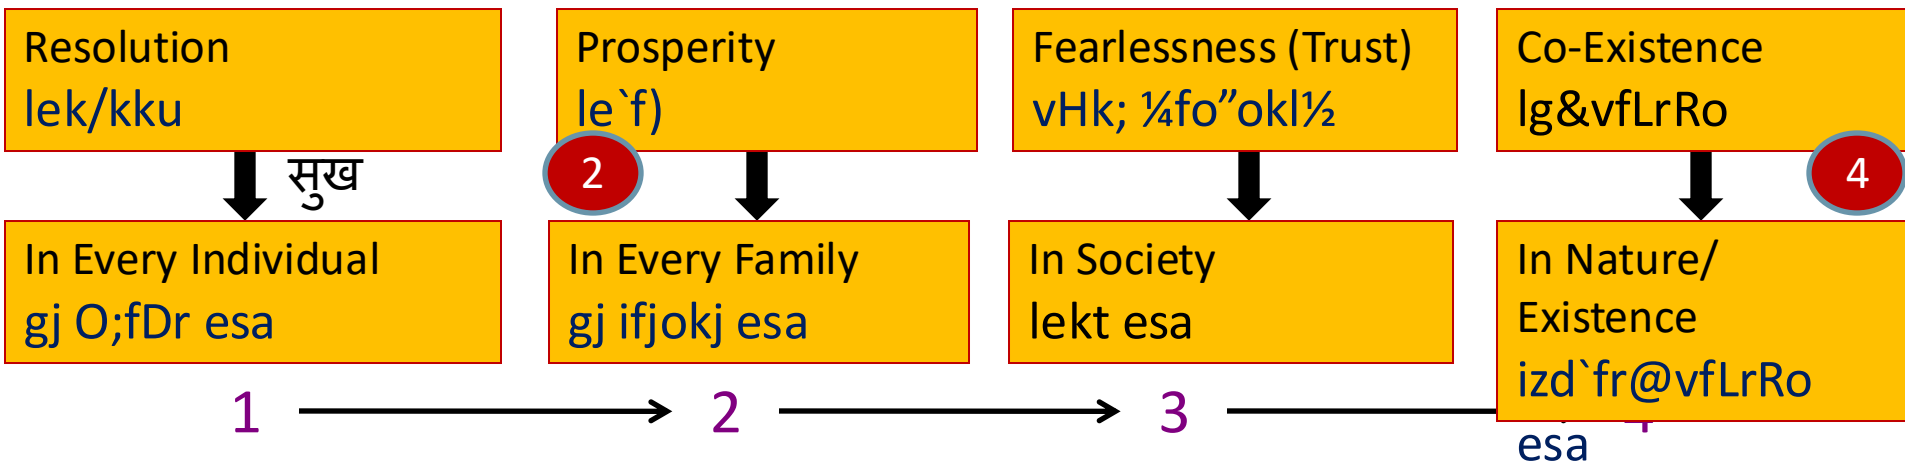 Resolution
lek/kku
Prosperity
le`f)
Fearlessness (Trust)
vHk; ¼fo”okl½
Co-Existence
lg&vfLrRo
सुख
2
4
In Every Individual
gj O;fDr esa
In Every Family
gj ifjokj esa
In Society
lekt esa
In Nature/
Existence
izd`fr@vfLrRo
esa
1
2
3